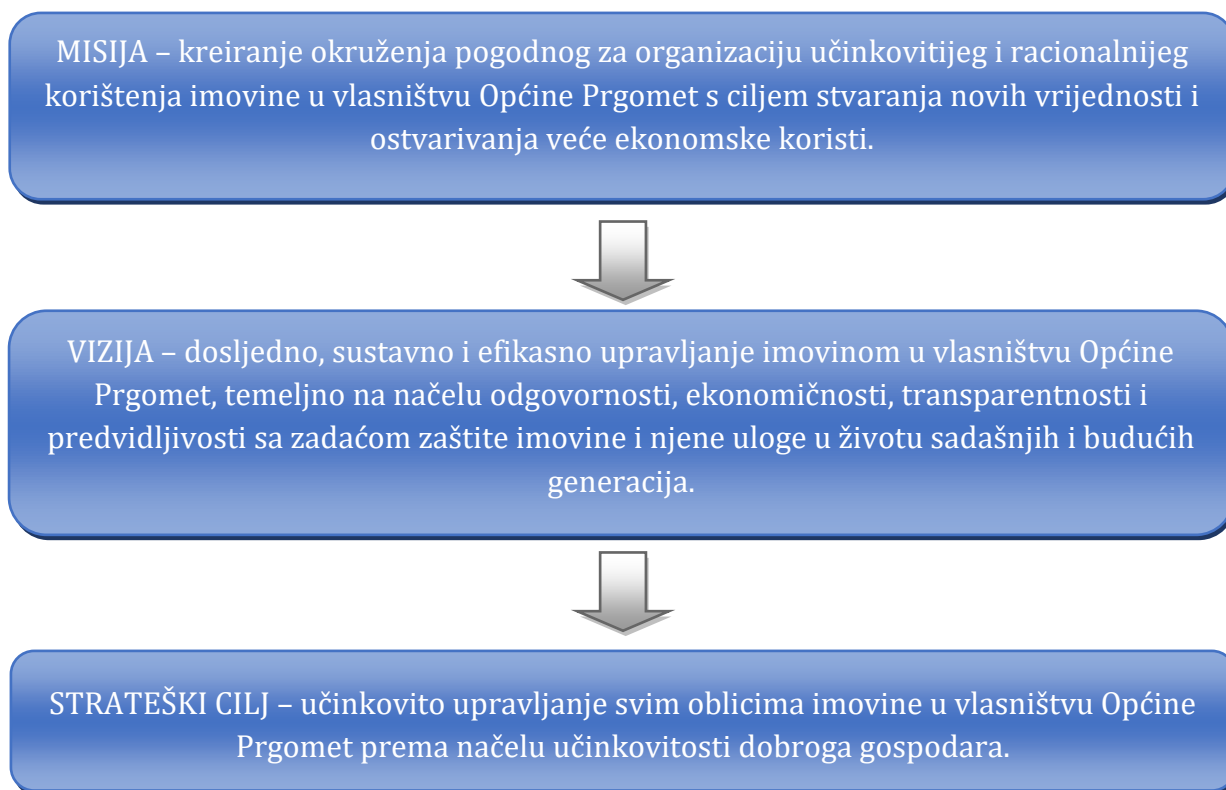 MISIJA – kreiranje okruženja pogodnog za organizaciju učinkovitijeg i racionalnijeg
korištenja imovine u vlasništvu Općine Prgomet s ciljem stvaranja novih vrijednosti i
ostvarivanja veće ekonomske koristi.
VIZIJA – dosljedno, sustavno i efikasno upravljanje imovinom u vlasništvu Općine
Prgomet, temeljno na načelu odgovornosti, ekonomičnosti, transparentnosti i
predvidljivosti sa zadaćom zaštite imovine i njene uloge u životu sadašnjih i budućih
generacija.
STRATEŠKI CILJ – učinkovito upravljanje svim oblicima imovine u vlasništvu Općine
Prgomet prema načelu učinkovitosti dobroga gospodara.